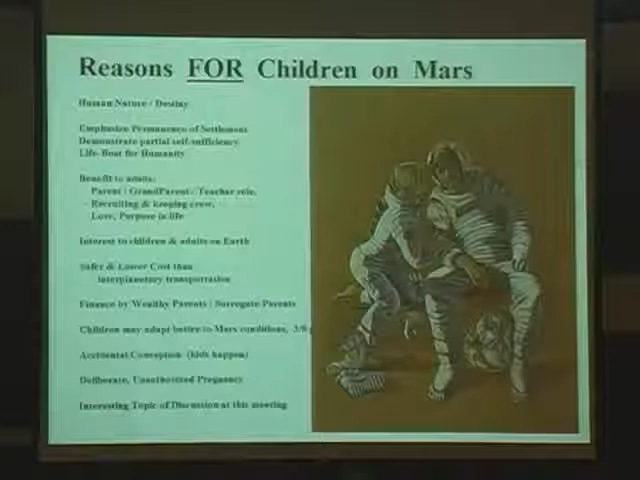 Reasons FOR Children on Mars
Human Nature / Destiny
Emphasize Permanence of Settlement
Demonstrate partial self-sufficiency
Life-Boat for Humanity
Benefit to adults:
Parent / GrandParent / Teacher role,
Recruiting & keeping crew,
Love, Purpose in life
Interest to children & adults on Earth
Safer & Lower Cost than
interplanetary transportation
Finance by Wealthy Parents / Surrogate Parents
Children may adapt better to Mars conditions, 3/8
Accidental Conception (kids happen)
Deliberate, Unauthorized Pregnancy
Interesting Topic of Discussion at this meeting